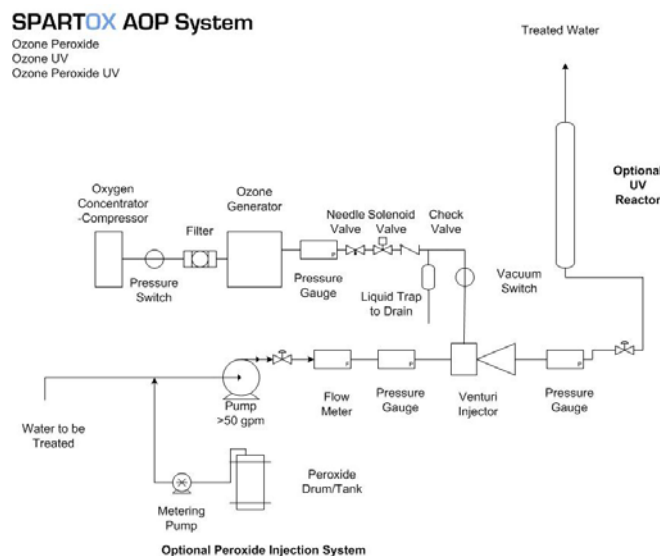 SPARTOX AOP System
Ozone Peroxide
Ozone UV
Ozone Peroxide UV
Treated Water
Optional
UV
Reactor
Oxygen
Concentrator
-Compressor
Filter
Ozone
Generator
Needle
Valve
Solenoid
Valve
Check
Valve
Pressure
Switch
Pressure
Gauge
P
Liquid Trap
to Drain
Vacuum
Switch
Water to be
Treated
Pump
>50 gpm
F
Flow
Meter
P
Pressure
Gauge
Venturi
Injector
P
Pressure
Gauge
Metering
Pump
Peroxide
Drum/Tank
Optional Peroxide Injection System